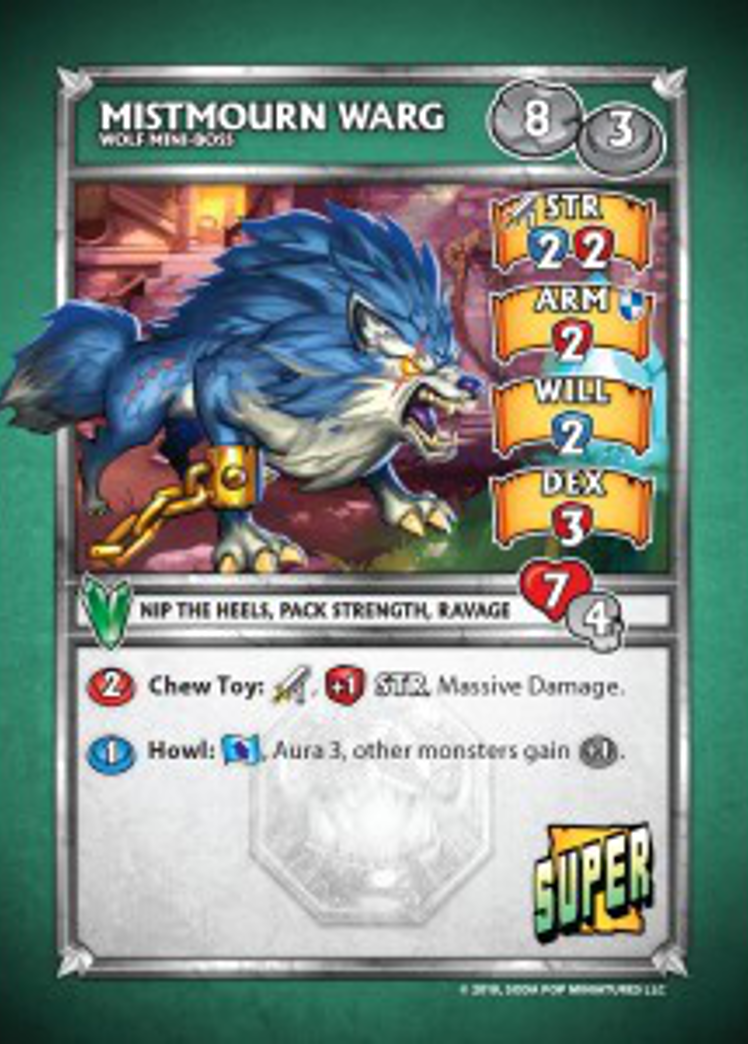 MISTMOURN WARG 8 3
WOLF MINI-BOSS
STR
2 2
ARM
2
WILL
2
DEX
3
NIP THE HEELS, PACK STRENGTH, RAVAGE 7 4
2 Chew Toy: , +1 STR, Massive Damage.
1 Howl: , Aura 3, other monsters gain +1.
SUPER
© 2018, SODA POP MINIATURES LLC